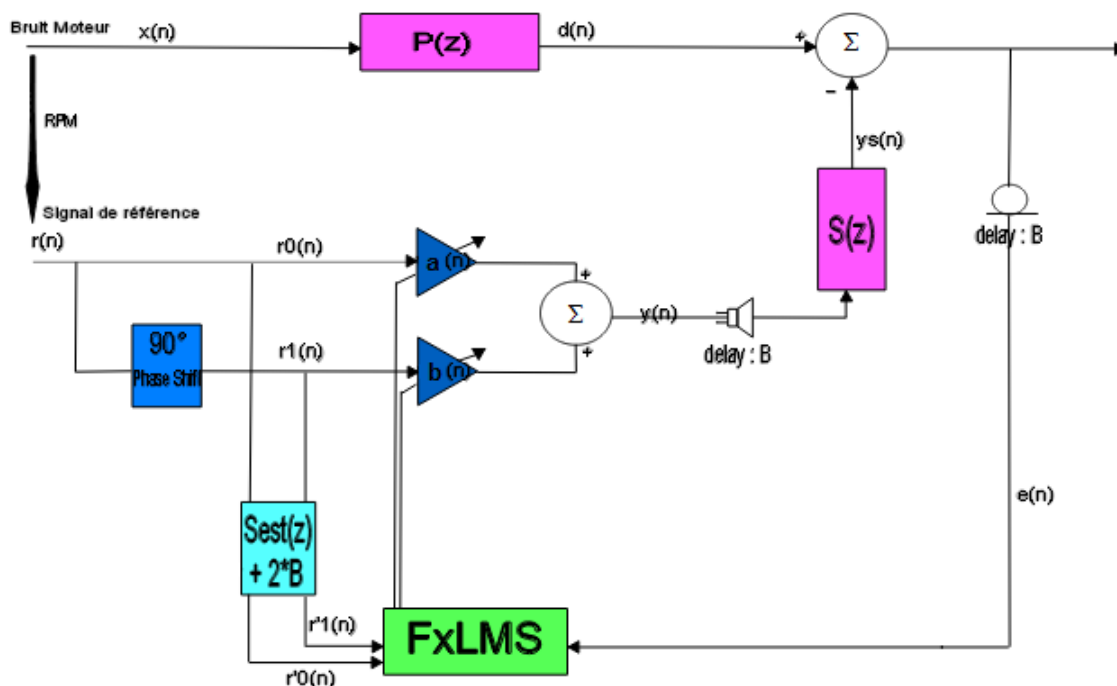 Bruit Moteur
x(n)
P(z)
d(n)
+
Σ
-
RPM
ys(n)
Signal de référence
r(n)
r0(n)
a (n)
S(z)
delay : B
+
Σ
y(n)
+
delay : B
90°
Phase Shift
r1(n)
b (n)
e(n)
Sest(z)
+ 2*B
r'1(n)
FxLMS
r'0(n)